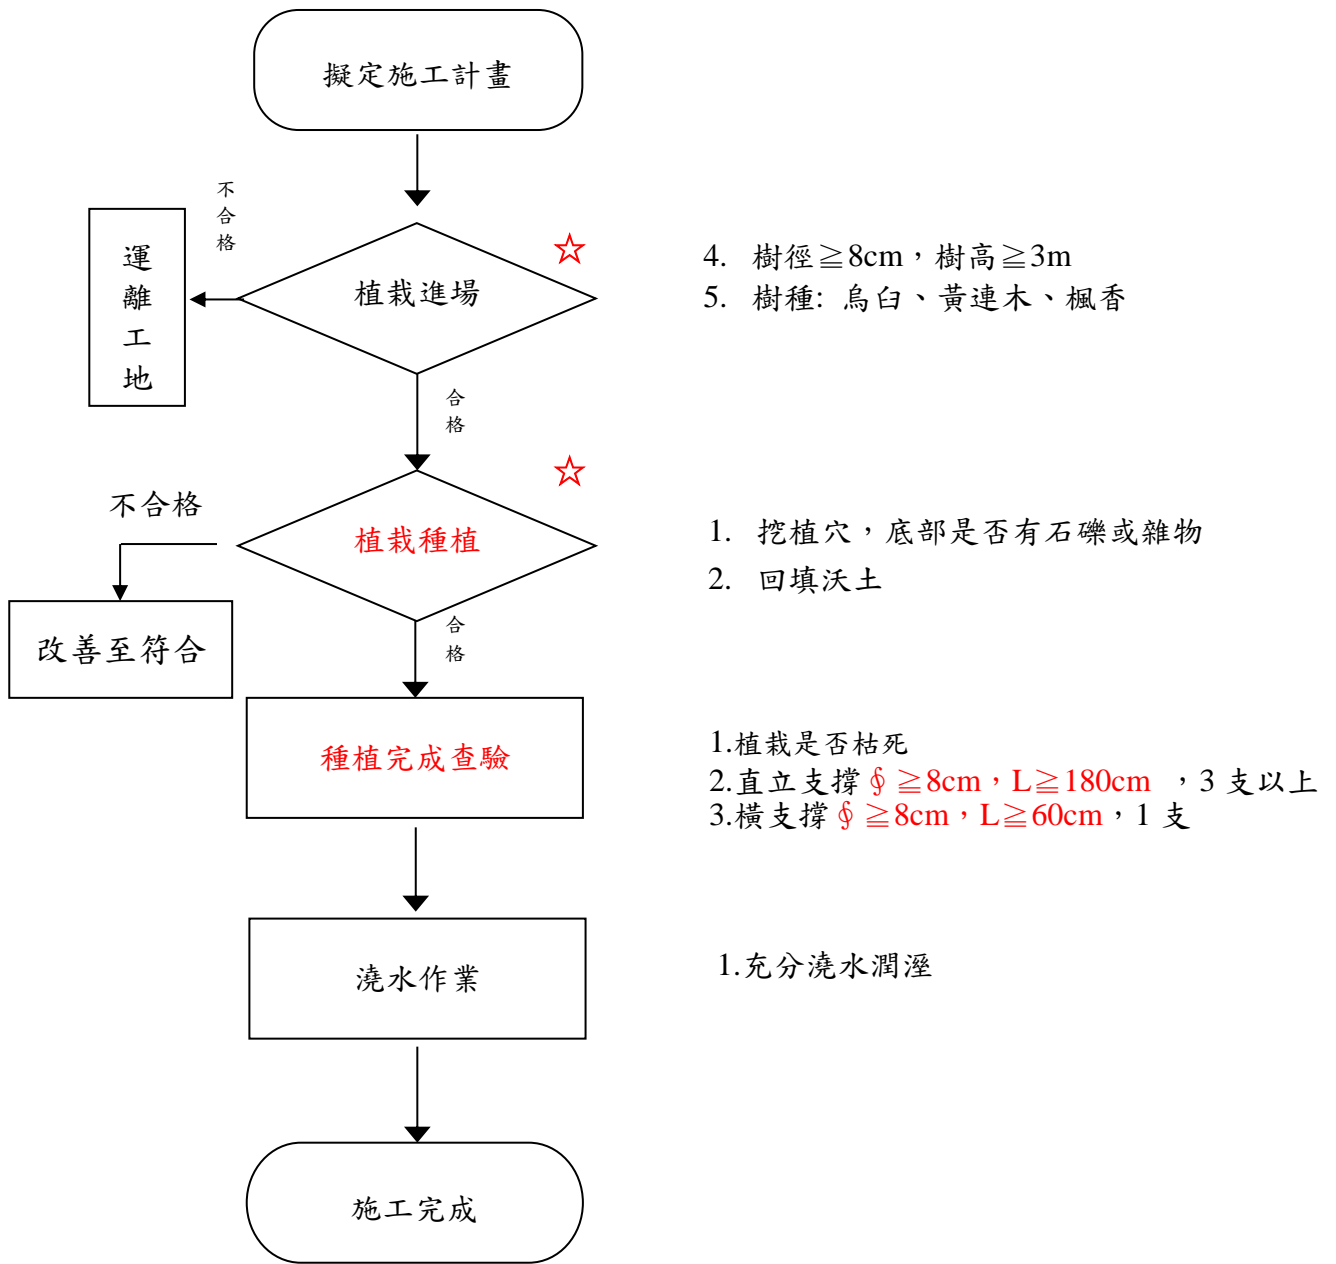 擬定施工計畫
不合格
運離工地
植栽進場
☆
4. 樹徑≧8cm，樹高≧3m
5. 樹種: 烏臼、黃連木、楓香
合格
不合格
植栽種植
☆
1. 挖植穴，底部是否有石礫或雜物
2. 回填沃土
改善至符合
合格
種植完成查驗
1.植栽是否枯死
2.直立支撐∮≧8cm，L≧180cm ，3 支以上
3.橫支撐∮≧8cm，L≧60cm，1 支
澆水作業
1.充分澆水潤溼
施工完成